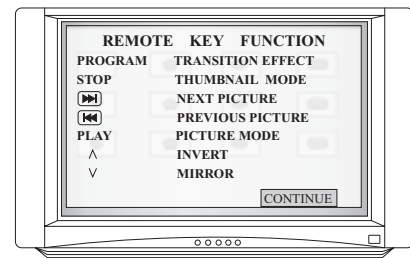 REMOTE KEY FUNCTION
PROGRAM TRANSITION EFFECT
STOP THUMBNAIL MODE
NEXT PICTURE
PREVIOUS PICTURE
PLAY PICTURE MODE
INVERT
MIRROR
CONTINUE